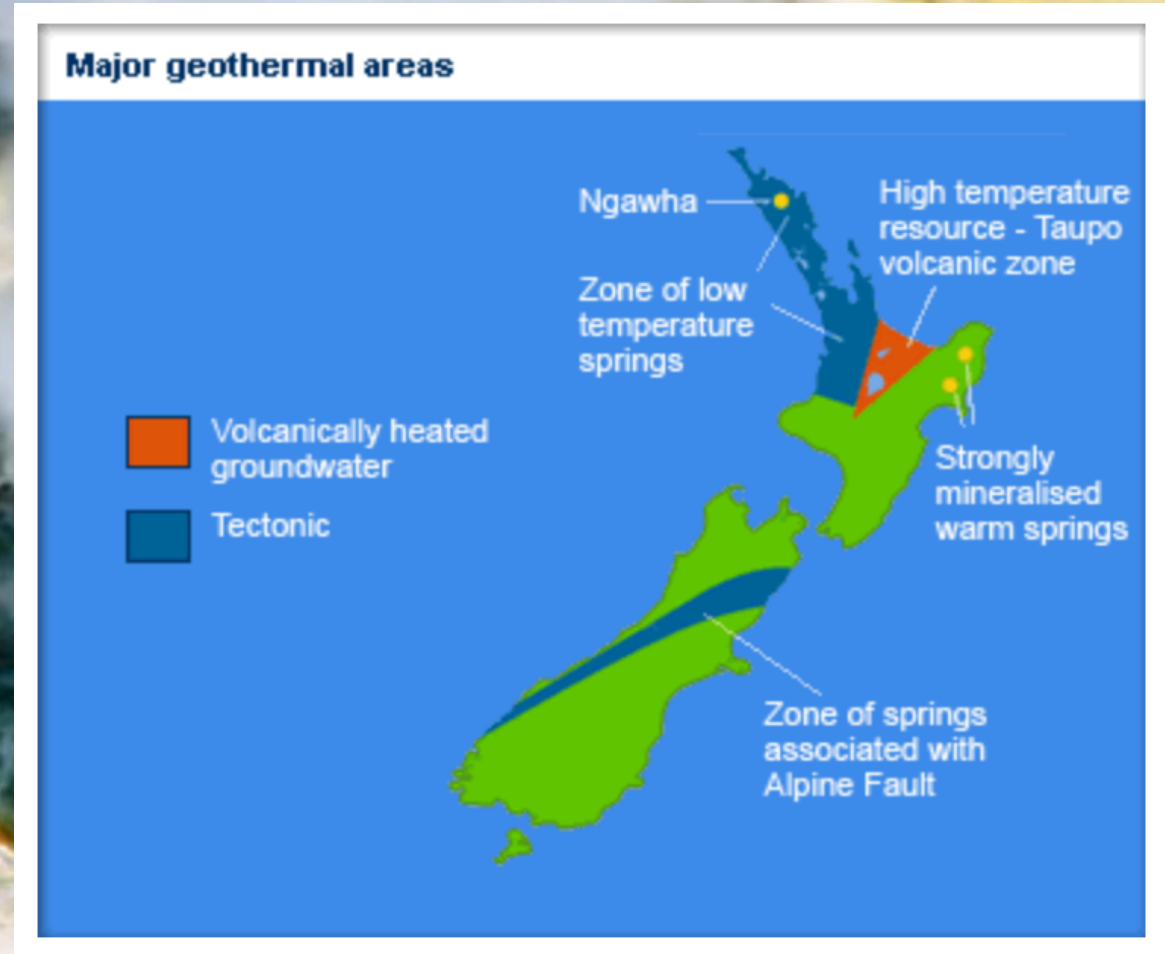 Major geothermal areas
Ngawha
High temperature
resource - Taupo
volcanic zone
Zone of low
temperature
springs
Volcanically heated
groundwater
Tectonic
Strongly
mineralised
warm springs
Zone of springs
associated with
Alpine Fault